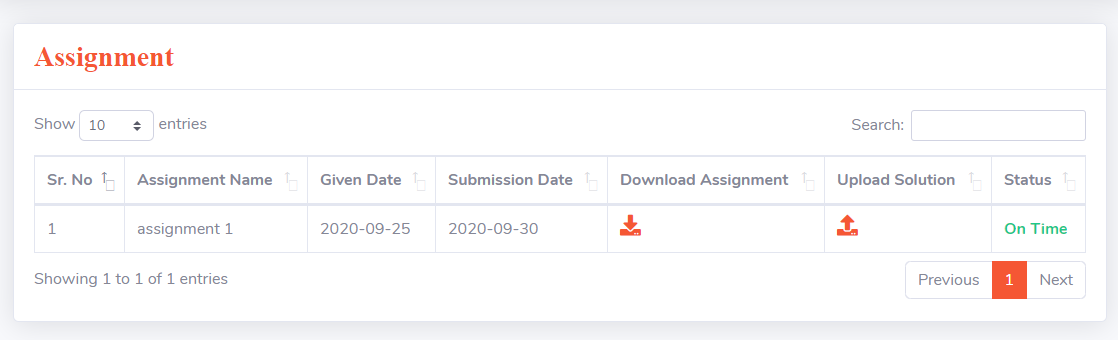 Assignment
Show 10 entries Search:
Sr. No Assignment Name Given Date Submission Date Download Assignment Upload Solution Status
1 assignment 1 2020-09-25 2020-09-30 On Time
Showing 1 to 1 of 1 entries Previous 1 Next